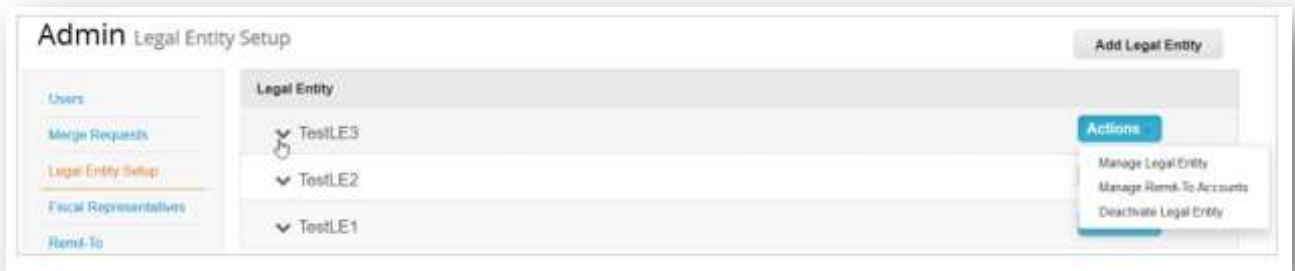 Admin Legal Entity Setup
Add Legal Entity
Users
Merge Requests
Legal Entity Setup
Fiscal Representatives
Remit-To
Legal Entity
TestLE3
Actions
Manage Legal Entity
Manage Remit-To Accounts
Deactivate Legal Entity
TestLE2
TestLE1